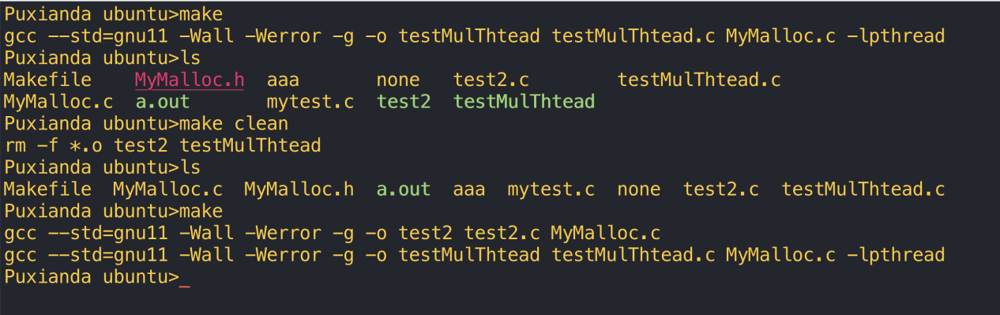 Puxianda ubuntu>make
gcc --std=gnu11 -Wall -Werror -g -o testMulThtead testMulThtead.c MyMalloc.c -lpthread
Puxianda ubuntu>ls
Makefile    MyMalloc.h  aaa       none   test2.c        testMulThtead.c
MyMalloc.c  a.out       mytest.c  test2  testMulThtead
Puxianda ubuntu>make clean
rm -f *.o test2 testMulThtead
Puxianda ubuntu>ls
Makefile  MyMalloc.c  MyMalloc.h  a.out  aaa  mytest.c  none  test2.c  testMulThtead.c
Puxianda ubuntu>make
gcc --std=gnu11 -Wall -Werror -g -o test2 test2.c MyMalloc.c
gcc --std=gnu11 -Wall -Werror -g -o testMulThtead testMulThtead.c MyMalloc.c -lpthread
Puxianda ubuntu>_